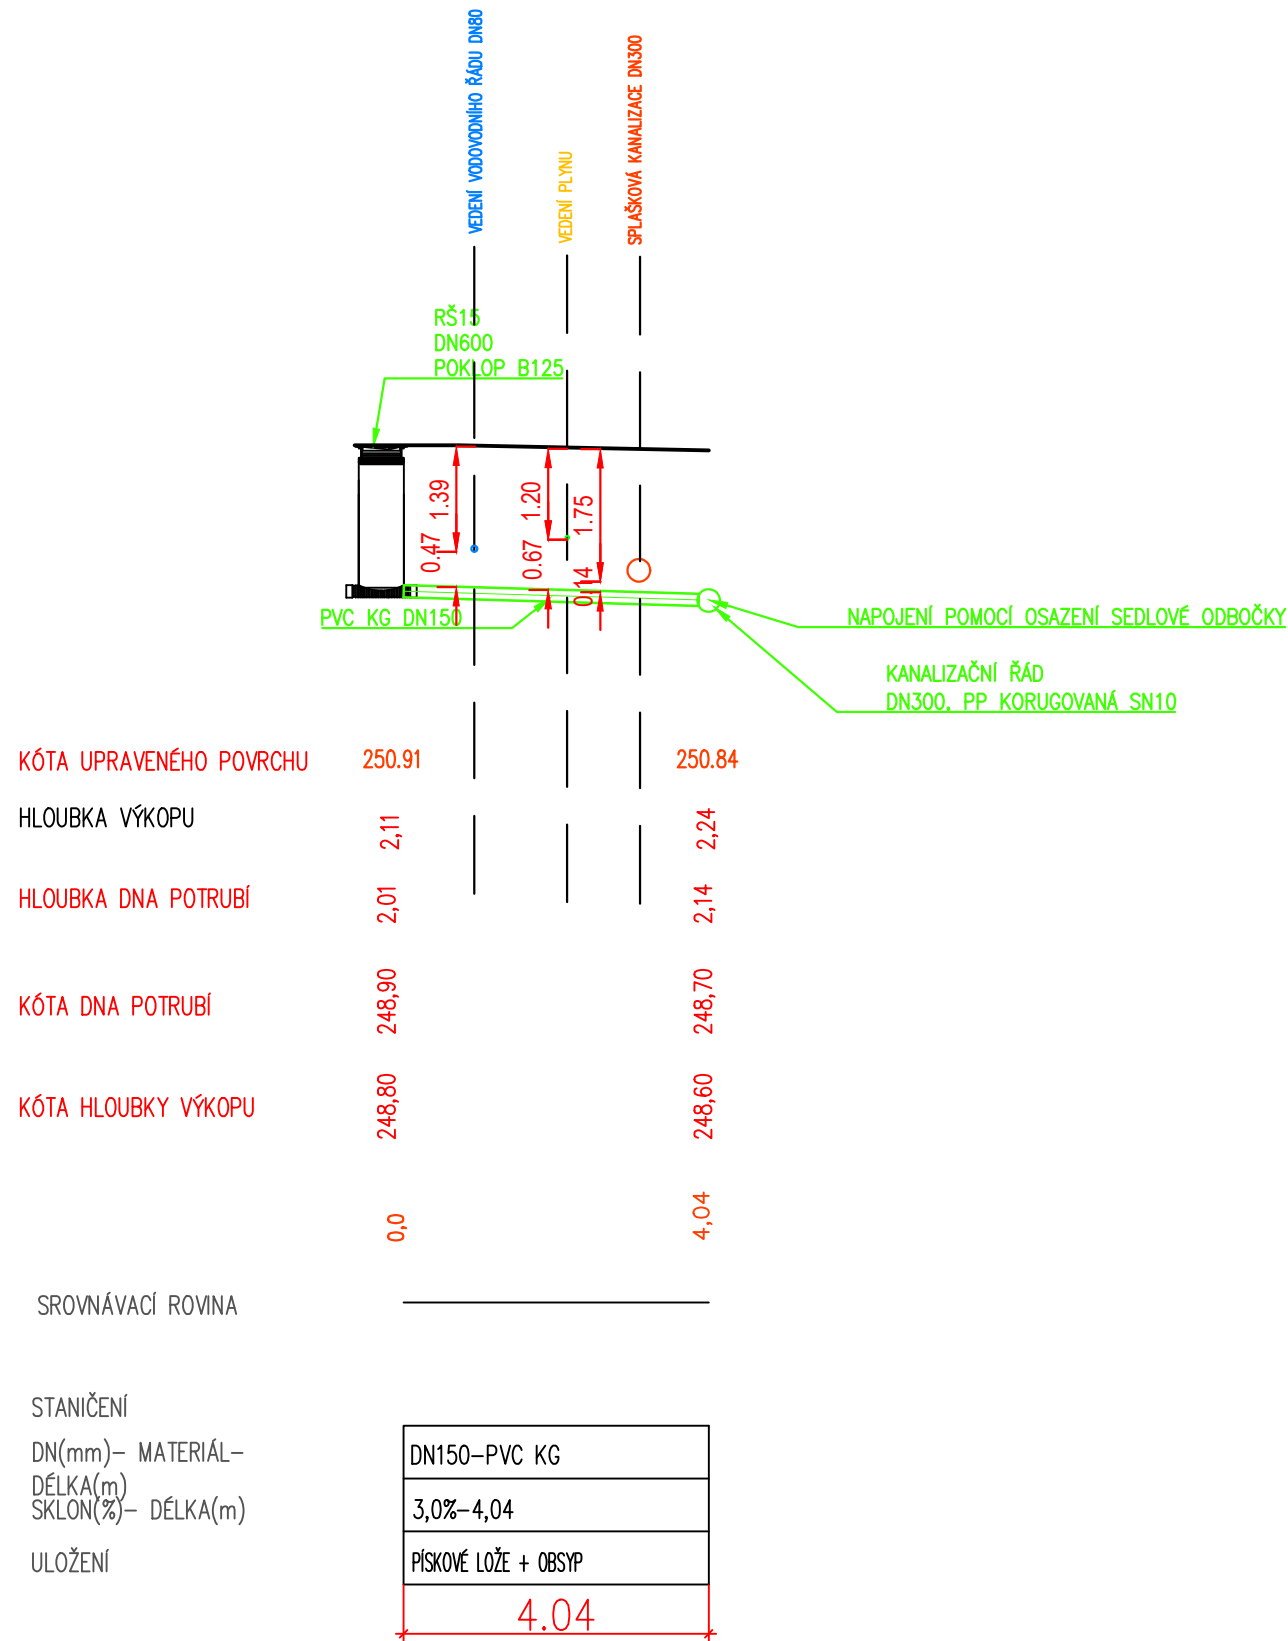 VEDENÍ VODOVODNÍHO ŘÁDU DN80
VEDENÍ PLYNU
SPLAŠKOVÁ KANALIZACE DN300
RŠ15
DN600
POKLOP B125
1.39
0.47
1.20
0.67
1.75
0.14
PVC KG DN150
NAPOJENÍ POMOCÍ OSAZENÍ SEDLOVÉ ODBOČKY
KANALIZAČNÍ ŘÁD
DN300, PP KORUGOVANÁ SN10
KÓTA UPRAVENÉHO POVRCHU 250.91 250.84
HLOUBKA VÝKOPU 2,11 2,24
HLOUBKA DNA POTRUBÍ 2,01 2,14
KÓTA DNA POTRUBÍ 248,90 248,70
KÓTA HLOUBKY VÝKOPU 248,80 248,60
0,0 4,04
SROVNÁVACÍ ROVINA
STANIČENÍ
DN(mm)- MATERIÁL-
DÉLKA(m)
DN150-PVC KG
SKLON(%)- DÉLKA(m)
3,0%-4,04
ULOŽENÍ
PÍSKOVÉ LOŽE + OBSYP
4.04